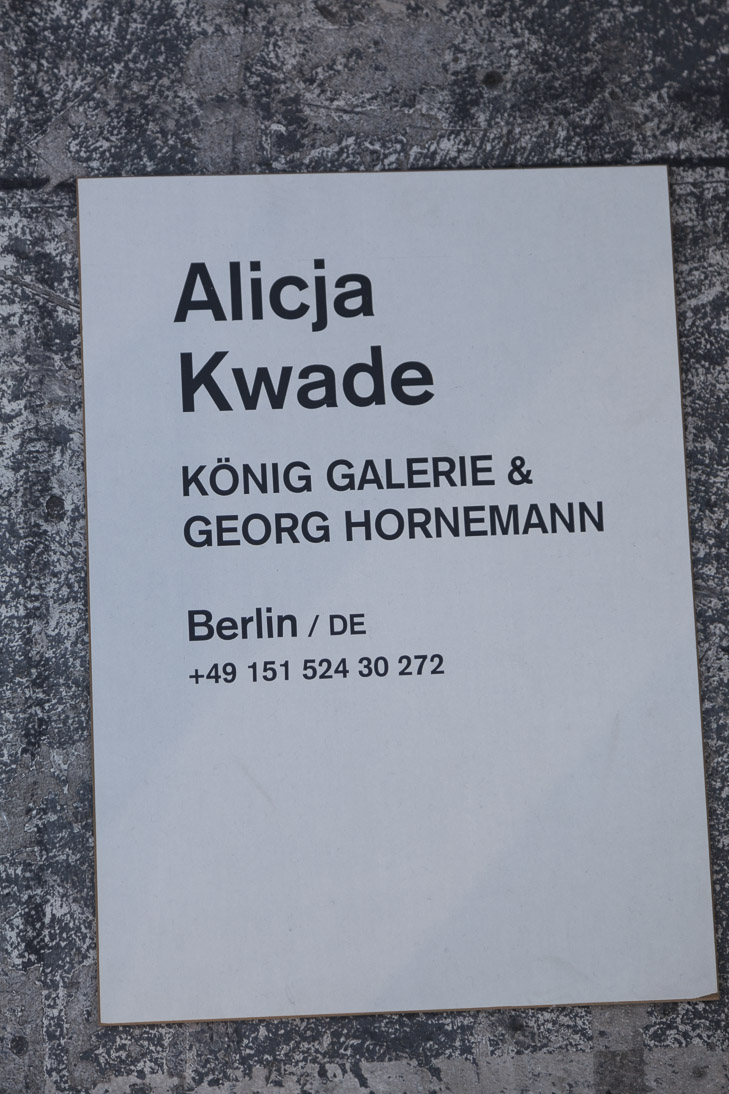 Alicja
Kwade
KÖNIG GALERIE &
GEORG HORNEMANN
Berlin / DE
+49 151 524 30 272